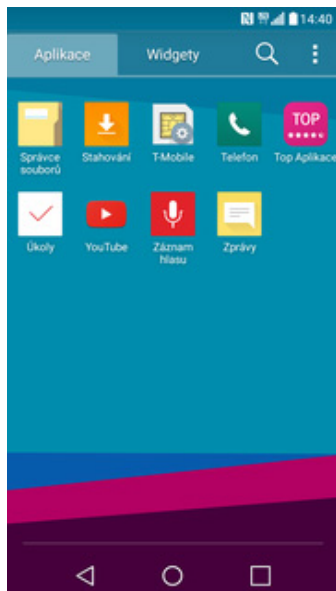 14:40
Aplikace
Widgety
Správce
souborů
Stahování
T-Mobile
Telefon
TOP
Top Aplikace
Úkoly
YouTube
Záznam
hlasu
Zprávy